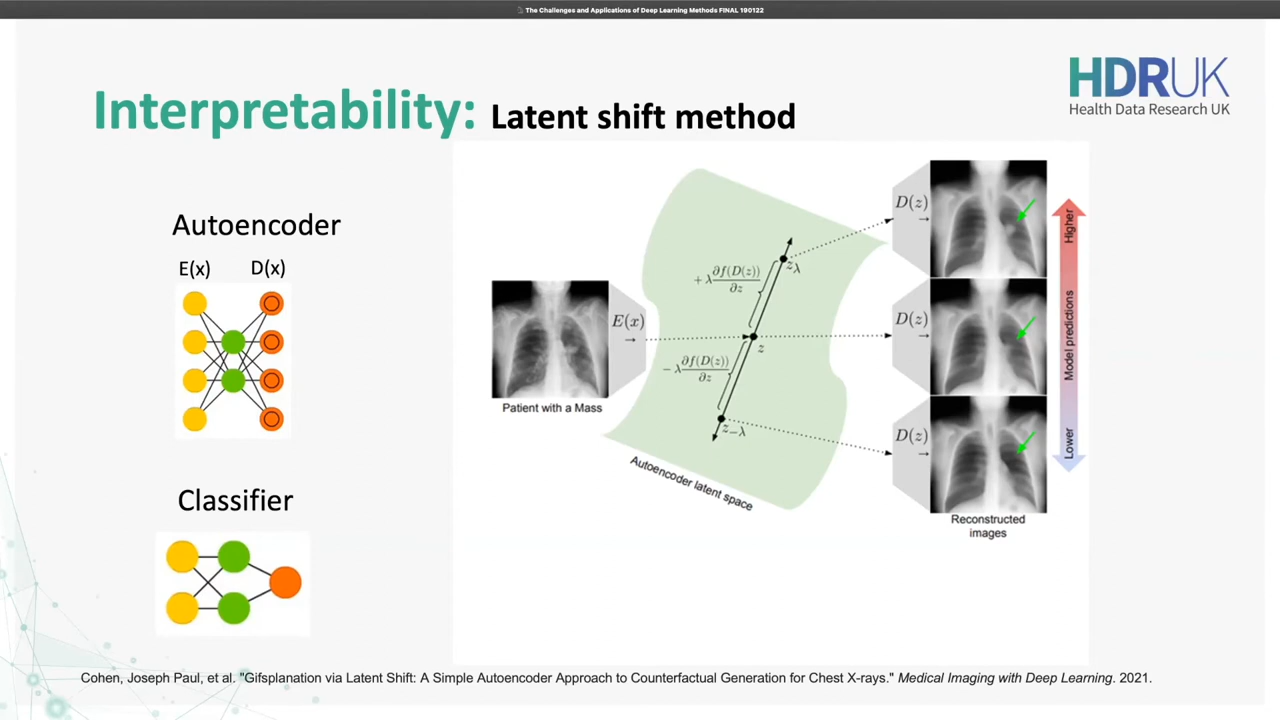 The Challenges and Applications of Deep Learning Methods FINAL 190122
HDRUK
Health Data Research UK
Interpretability: Latent shift method
Autoencoder
E(x) D(x)
Classifier
Patient with a Mass
E(x)
→
+ λ ∂f(D(z))/∂z
− λ ∂f(D(z))/∂z
zλ
z
z−λ
Autoencoder latent space
D(z)
→
D(z)
→
D(z)
→
Reconstructed
images
Higher
Model predictions
Lower
Cohen, Joseph Paul, et al. "Gifsplanation via Latent Shift: A Simple Autoencoder Approach to Counterfactual Generation for Chest X-rays." Medical Imaging with Deep Learning. 2021.